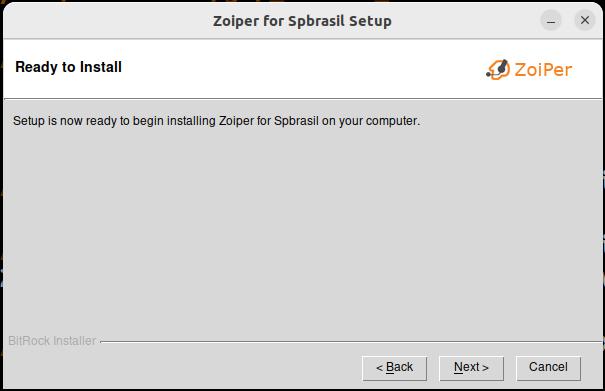 Zoiper for Spbrasil Setup
Ready to Install
ZoiPer
Setup is now ready to begin installing Zoiper for Spbrasil on your computer.
BitRock Installer
< Back
Next >
Cancel